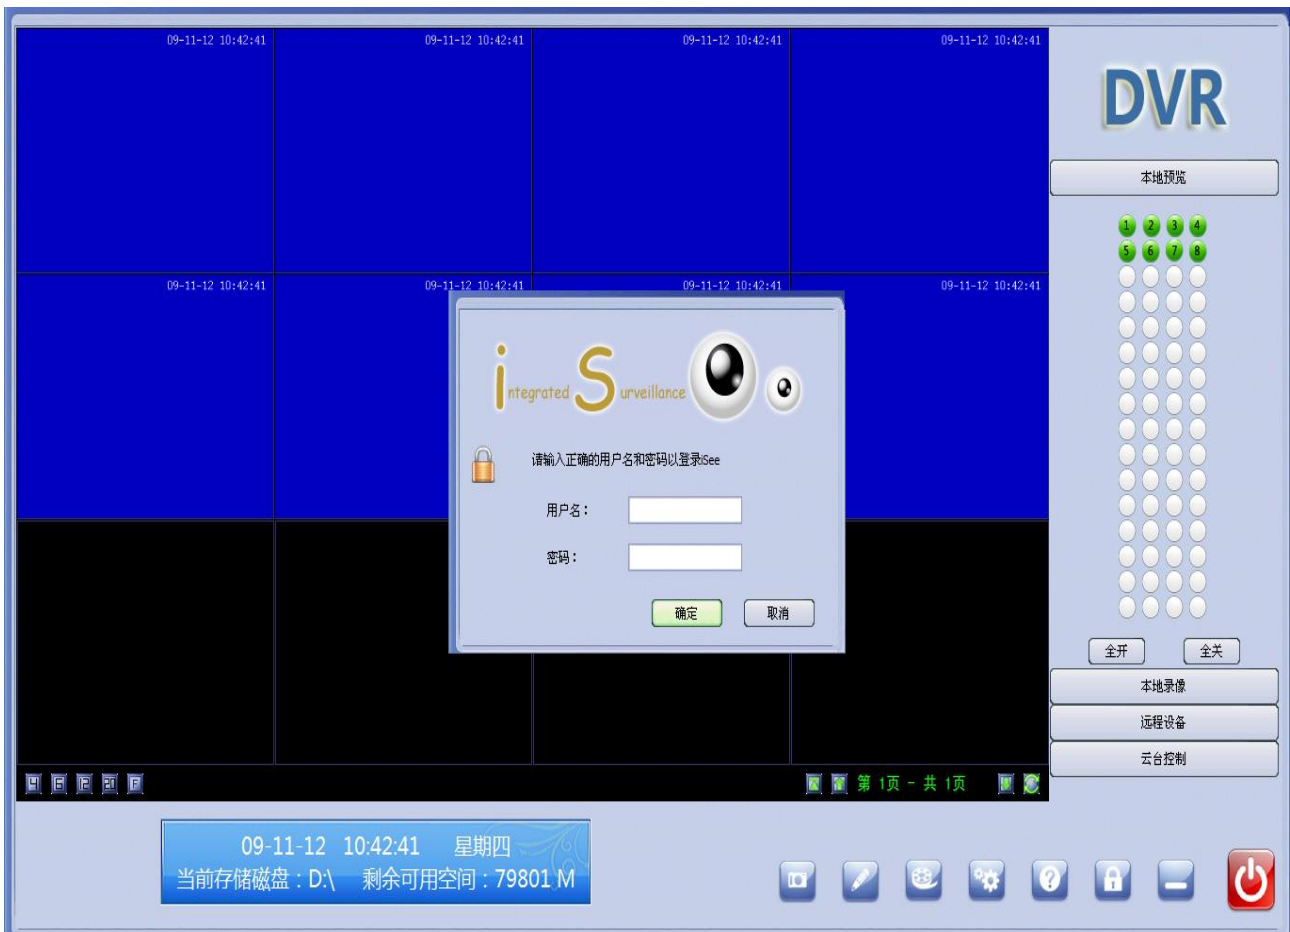 09-11-12 10:42:41
09-11-12 10:42:41
09-11-12 10:42:41
09-11-12 10:42:41
DVR
本地预览
1 2 3 4
5 6 7 8
09-11-12 10:42:41
09-11-12 10:42:41
09-11-12 10:42:41
09-11-12 10:42:41
integrated Surveillance
请输入正确的用户名和密码以登录iSee
用户名：
密码：
确定 取消
全开 全关
本地录像
远程设备
云台控制
4 6 12 20 F
第 1页 - 共 1页
09-11-12 10:42:41 星期四
当前存储磁盘：D:\ 剩余可用空间：79801 M